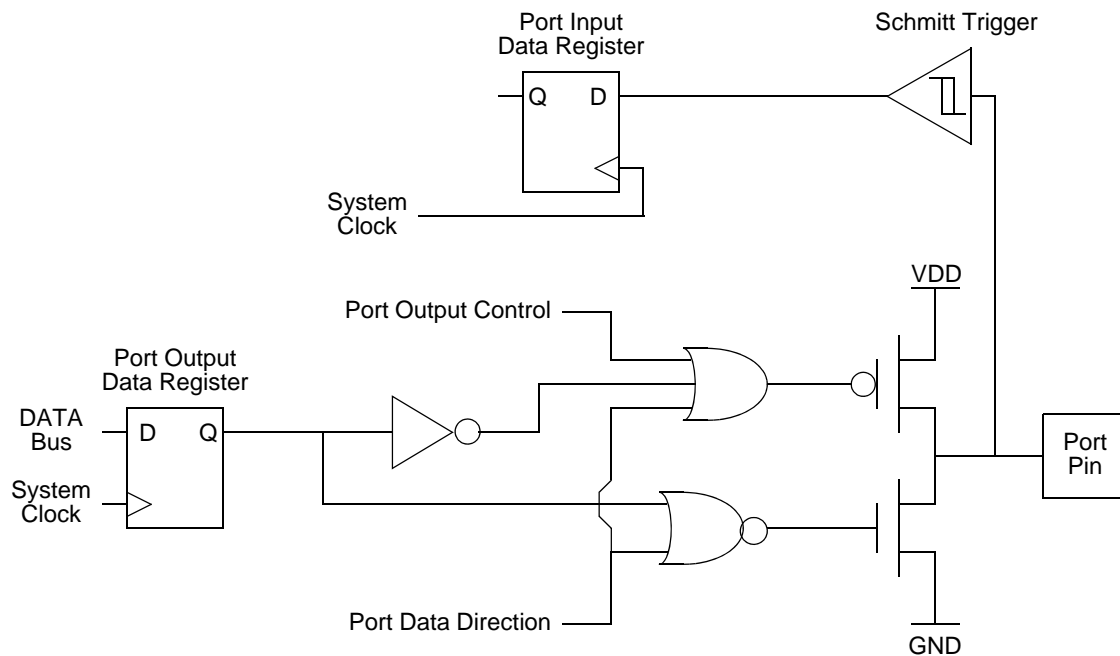 Port Input
Data Register
Schmitt Trigger
Q
D
System
Clock
VDD
Port Output Control
Port Output
Data Register
DATA
Bus
D
Q
System
Clock
Port
Pin
Port Data Direction
GND